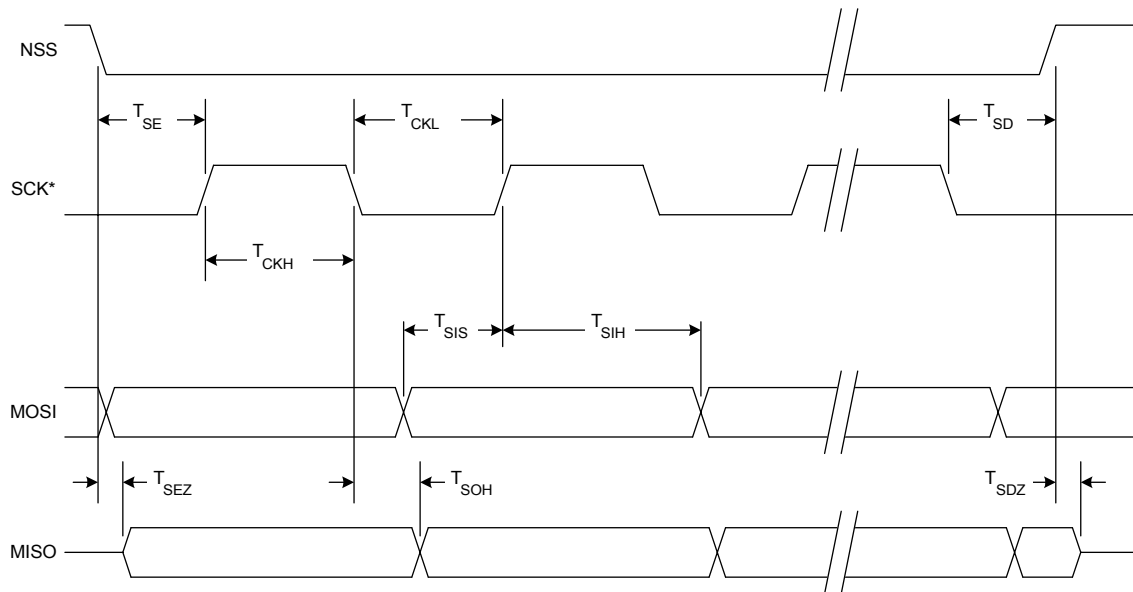 NSS
T_SE
T_CKL
T_SD
SCK*
T_CKH
T_SIS
T_SIH
MOSI
T_SEZ
T_SOH
T_SDZ
MISO